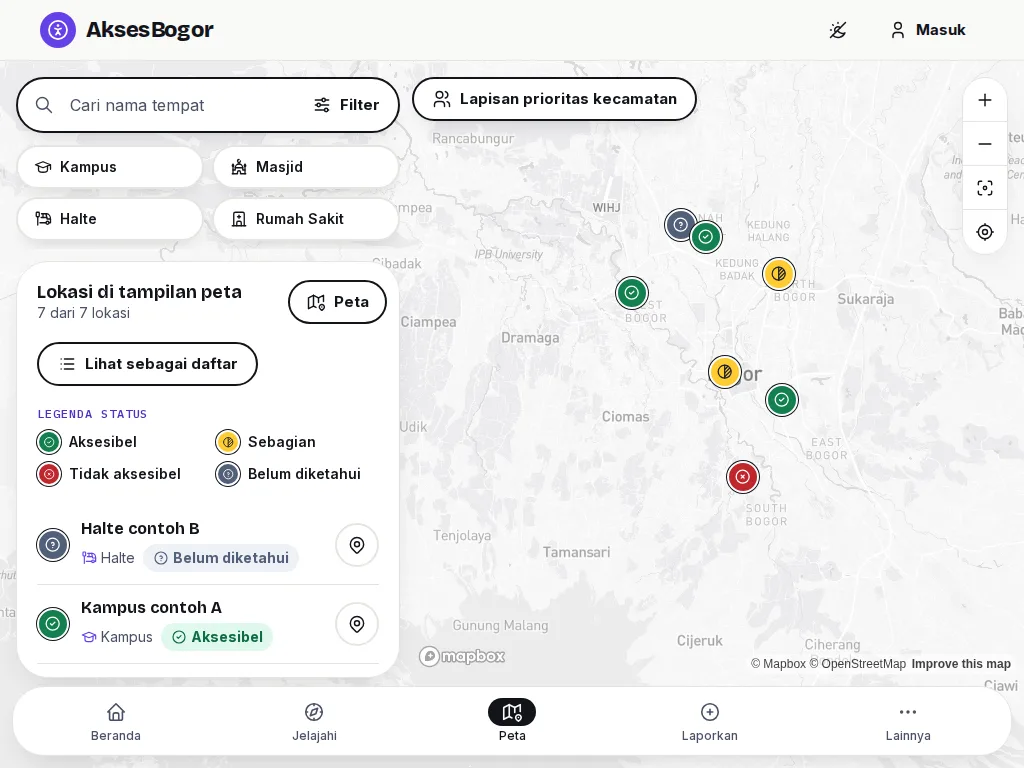 AksesBogor
Masuk
Cari nama tempat
Filter
Lapisan prioritas kecamatan
Kampus
Masjid
Halte
Rumah Sakit
Lokasi di tampilan peta
7 dari 7 lokasi
Peta
Lihat sebagai daftar
LEGENDA STATUS
Aksesibel
Sebagian
Tidak aksesibel
Belum diketahui
Halte contoh B
Halte
Belum diketahui
Kampus contoh A
Kampus
Aksesibel
Rancabungur
WIHJ
IPB University
KEDUNG
HALANG
KEDUNG
BADAK
BOGOR
Sukaraja
BOGOR
Cibadak
Ciampea
Dramaga
Ciomas
EAST
BOGOR
SOUTH
BOGOR
Tenjolaya
Tamansari
Gunung Malang
Cijeruk
Ciherang
Ciawi
mapbox
© Mapbox © OpenStreetMap Improve this map
Beranda
Jelajahi
Peta
Laporkan
Lainnya